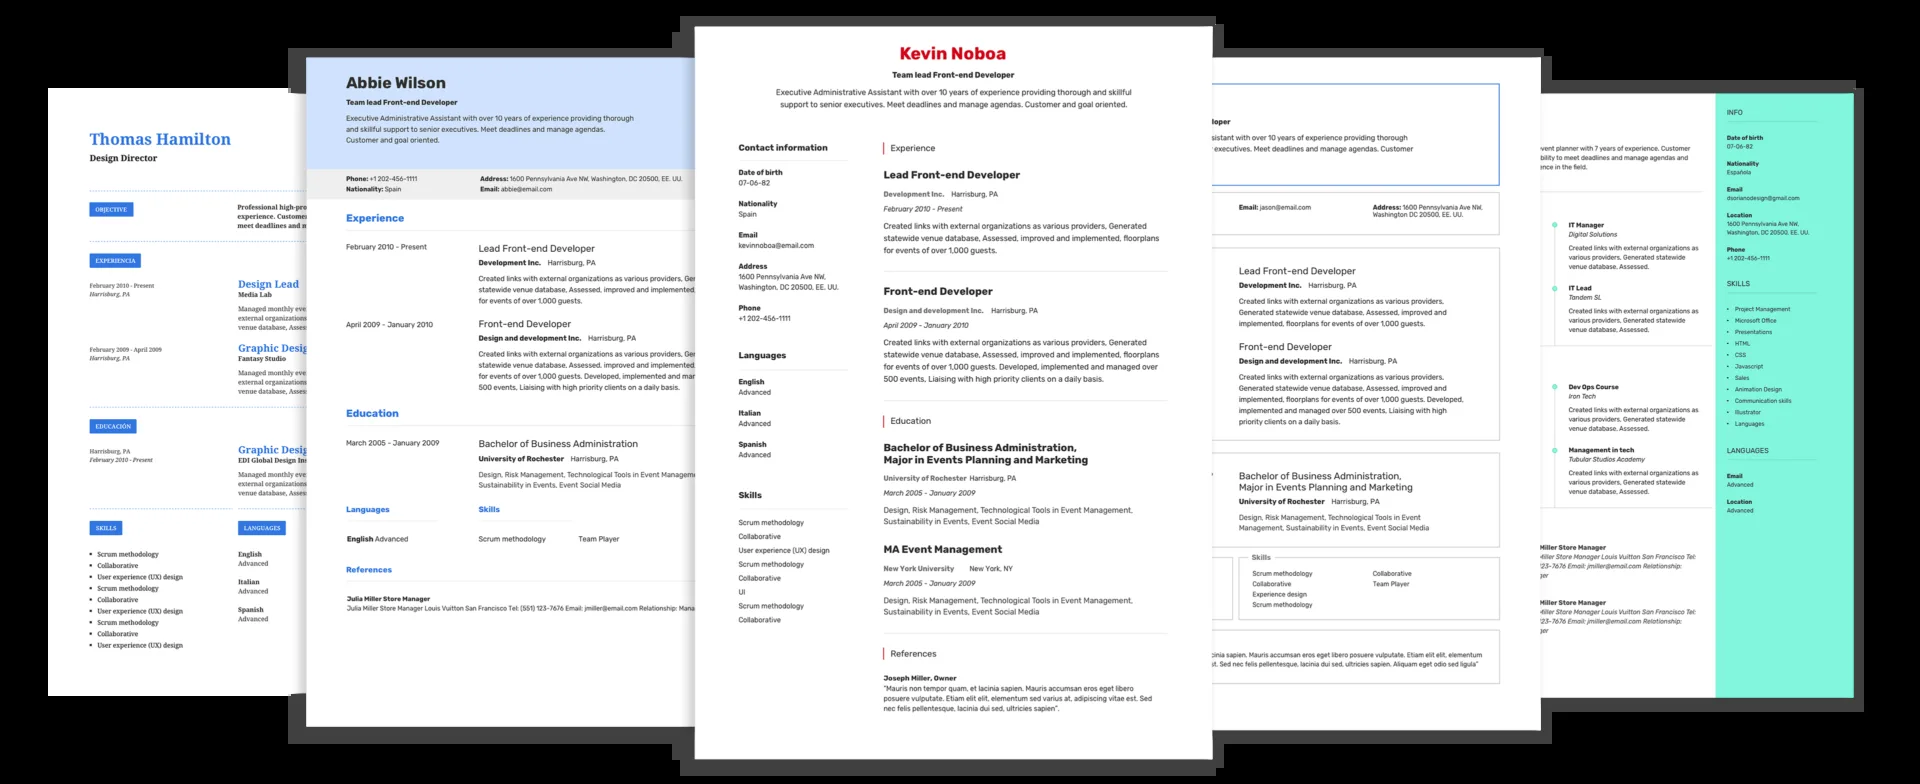 Thomas Hamilton
Design Director
OBJECTIVE
Professional high-pro
experience. Custome
meet deadlines and m
EXPERIENCIA
February 2010 - Present
Harrisburg, PA
Design Lead
Media Lab
Managed monthly eve
external organizations
venue database, Asses
February 2009 - April 2009
Harrisburg, PA
Graphic Desig
Fantasy Studio
Managed monthly eve
external organizations
venue database, Asses
EDUCACIÓN
Harrisburg, PA
February 2010 - Present
Graphic Desig
EDI Global Design Ins
Managed monthly eve
external organizations
venue database, Asses
SKILLS
• Scrum methodology
• Collaborative
• User experience (UX) design
• Scrum methodology
• Collaborative
• User experience (UX) design
• Scrum methodology
• Collaborative
• User experience (UX) design
LANGUAGES
English
Advanced
Italian
Advanced
Spanish
Advanced
Abbie Wilson
Team lead Front-end Developer
Executive Administrative Assistant with over 10 years of experience providing thorough
and skillful support to senior executives. Meet deadlines and manage agendas.
Customer and goal oriented.
Phone: +1 202-456-1111
Nationality: Spain
Address: 1600 Pennsylvania Ave NW, Washington, DC 20500, EE. UU.
Email: abbie@email.com
Experience
February 2010 - Present
Lead Front-end Developer
Development Inc. Harrisburg, PA
Created links with external organizations as various providers, Ger
statewide venue database, Assessed, improved and implemented,
for events of over 1,000 guests.
April 2009 - January 2010
Front-end Developer
Design and development Inc. Harrisburg, PA
Created links with external organizations as various providers, Ge
statewide venue database, Assessed, improved and implemented,
for events of over 1,000 guests. Developed, implemented and mar
500 events, Liaising with high priority clients on a daily basis.
Education
March 2005 - January 2009
Bachelor of Business Administration
University of Rochester Harrisburg, PA
Design, Risk Management, Technological Tools in Event Manageme
Sustainability in Events, Event Social Media
Languages
English Advanced
Skills
Scrum methodology
Team Player
References
Julia Miller Store Manager
Julia Miller Store Manager Louis Vuitton San Francisco Tel: (551) 123-7676 Email: jmiller@email.com Relationship: Mana
Kevin Noboa
Team lead Front-end Developer
Executive Administrative Assistant with over 10 years of experience providing thorough and skillful
support to senior executives. Meet deadlines and manage agendas. Customer and goal oriented.
Contact information
Date of birth
07-06-82
Nationality
Spain
Email
kevinnoboa@email.com
Address
1600 Pennsylvania Ave NW,
Washington, DC 20500, EE. UU.
Phone
+1 202-456-1111
Languages
English
Advanced
Italian
Advanced
Spanish
Advanced
Skills
Scrum methodology
Collaborative
User experience (UX) design
Scrum methodology
Collaborative
UI
Scrum methodology
Collaborative
Experience
Lead Front-end Developer
Development Inc. Harrisburg, PA
February 2010 - Present
Created links with external organizations as various providers, Generated
statewide venue database, Assessed, improved and implemented, floorplans
for events of over 1,000 guests.
Front-end Developer
Design and development Inc. Harrisburg, PA
April 2009 - January 2010
Created links with external organizations as various providers, Generated
statewide venue database, Assessed, improved and implemented, floorplans
for events of over 1,000 guests. Developed, implemented and managed over
500 events, Liaising with high priority clients on a daily basis.
Education
Bachelor of Business Administration,
Major in Events Planning and Marketing
University of Rochester Harrisburg, PA
March 2005 - January 2009
Design, Risk Management, Technological Tools in Event Management,
Sustainability in Events, Event Social Media
MA Event Management
New York University New York, NY
March 2005 - January 2009
Design, Risk Management, Technological Tools in Event Management,
Sustainability in Events, Event Social Media
References
Joseph Miller, Owner
"Mauris non tempor quam, et lacinia sapien. Mauris accumsan eros eget libero
posuere vulputate. Etiam elit elit, elementum sed varius at, adipiscing vitae est. Sed
nec felis pellentesque, lacinia dui sed, ultricies sapien".
loper
sistant with over 10 years of experience providing thorough
executives. Meet deadlines and manage agendas. Customer
Email: jason@email.com
Address: 1600 Pennsylvania Ave NW,
Washington DC 20500, EE. UU.
Lead Front-end Developer
Development Inc. Harrisburg, PA
Created links with external organizations as various providers,
Generated statewide venue database, Assessed, improved and
implemented, floorplans for events of over 1,000 guests.
Front-end Developer
Design and development Inc. Harrisburg, PA
Created links with external organizations as various providers,
Generated statewide venue database, Assessed, improved and
implemented, floorplans for events of over 1,000 guests. Developed,
implemented and managed over 500 events, Liaising with high
priority clients on a daily basis.
Bachelor of Business Administration,
Major in Events Planning and Marketing
University of Rochester Harrisburg, PA
Design, Risk Management, Technological Tools in Event
Management, Sustainability in Events, Event Social Media
Skills
Scrum methodology
Collaborative
Experience design
Scrum methodology
Collaborative
Team Player
cinia sapien. Mauris accumsan eros eget libero posuere vulputate. Etiam elit elit, elementum
st. Sed nec felis pellentesque, lacinia dui sed, ultricies sapien. Aliquam eget odio sed ligula"
vent planner with 7 years of experience. Customer
bility to meet deadlines and manage agendas and
ence in the field.
IT Manager
Digital Solutions
Created links with external organizations as
various providers, Generated statewide
venue database, Assessed.
IT Lead
Tandem SL
Created links with external organizations as
various providers, Generated statewide
venue database, Assessed.
Dev Ops Course
Iron Tech
Created links with external organizations as
various providers, Generated statewide
venue database, Assessed.
Management in tech
Tubular Studios Academy
Created links with external organizations as
various providers, Generated statewide
venue database, Assessed.
Miller Store Manager
Miller Store Manager Louis Vuitton San Francisco Tel:
123-7676 Email: jmiller@email.com Relationship:
ger
Miller Store Manager
Miller Store Manager Louis Vuitton San Francisco Tel:
123-7676 Email: jmiller@email.com Relationship:
ger
INFO
Date of birth
07-06-82
Nationality
Española
Email
dsorianodesign@gmail.com
Location
1600 Pennsylvania Ave NW,
Washington, DC 20500, EE. UU.
Phone
+1 202-456-1111
SKILLS
• Project Management
• Microsoft Office
• Presentations
• HTML
• CSS
• Javascript
• Sales
• Animation Design
• Communication skills
• Illustrator
• Languages
LANGUAGES
Email
Advanced
Location
Advanced